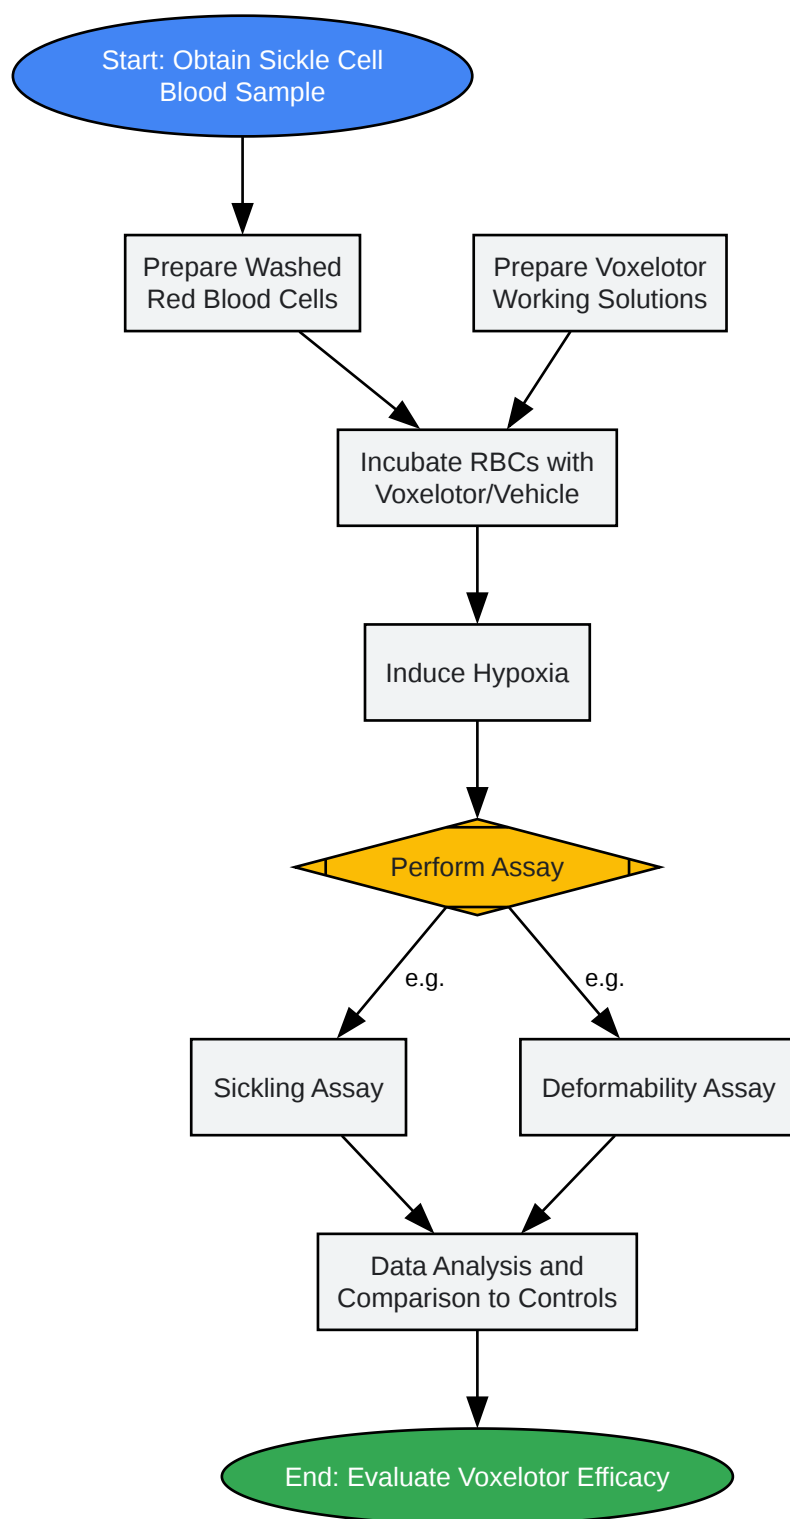 Start: Obtain Sickle Cell
Blood Sample
Prepare Washed
Red Blood Cells
Prepare Voxelotor
Working Solutions
Incubate RBCs with
Voxelotor/Vehicle
Induce Hypoxia
Perform Assay
e.g.
e.g.
Sickling Assay
Deformability Assay
Data Analysis and
Comparison to Controls
End: Evaluate Voxelotor Efficacy